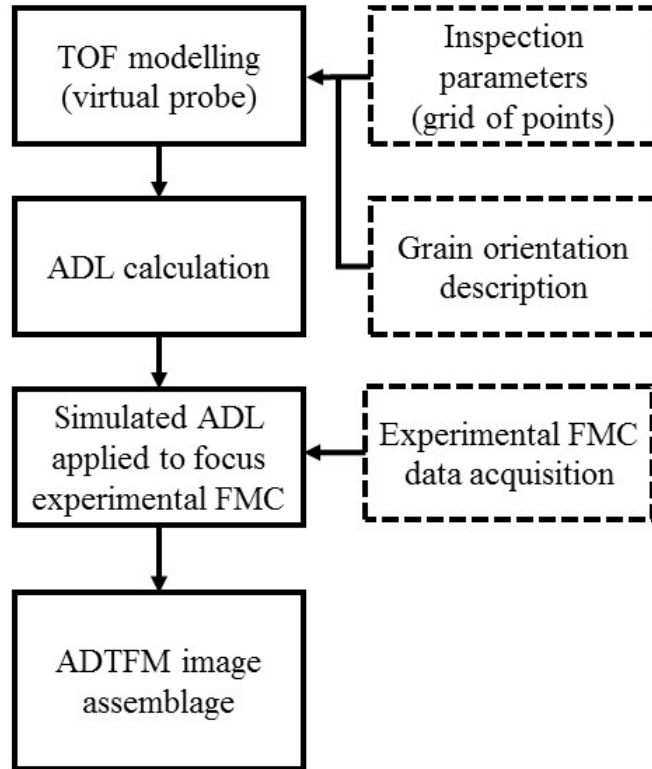 TOF modelling
(virtual probe)
Inspection
parameters
(grid of points)
ADL calculation
Grain orientation
description
Simulated ADL
applied to focus
experimental FMC
Experimental FMC
data acquisition
ADTFM image
assemblage